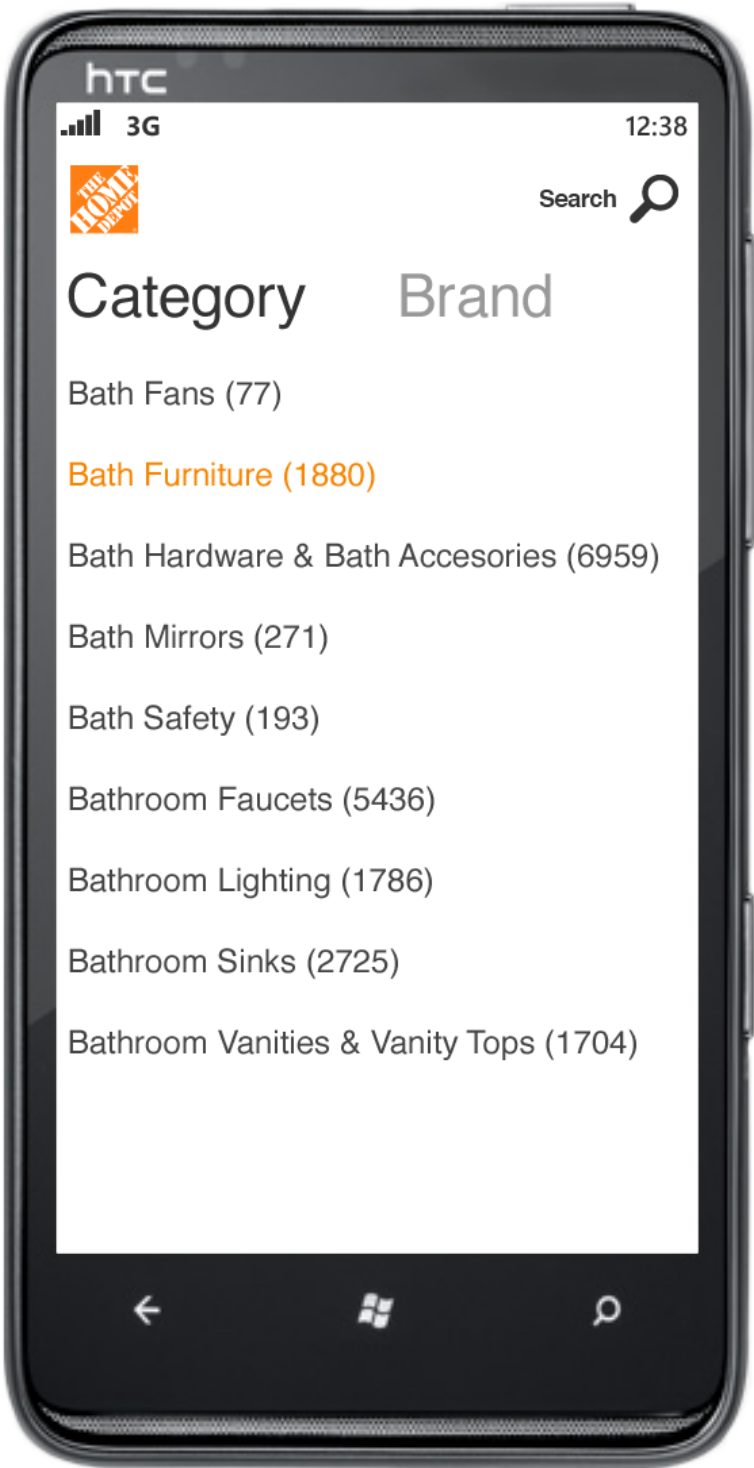 hTC
3G 12:38
THE
HOME
DEPOT
Search
Category Brand
Bath Fans (77)
Bath Furniture (1880)
Bath Hardware & Bath Accesories (6959)
Bath Mirrors (271)
Bath Safety (193)
Bathroom Faucets (5436)
Bathroom Lighting (1786)
Bathroom Sinks (2725)
Bathroom Vanities & Vanity Tops (1704)